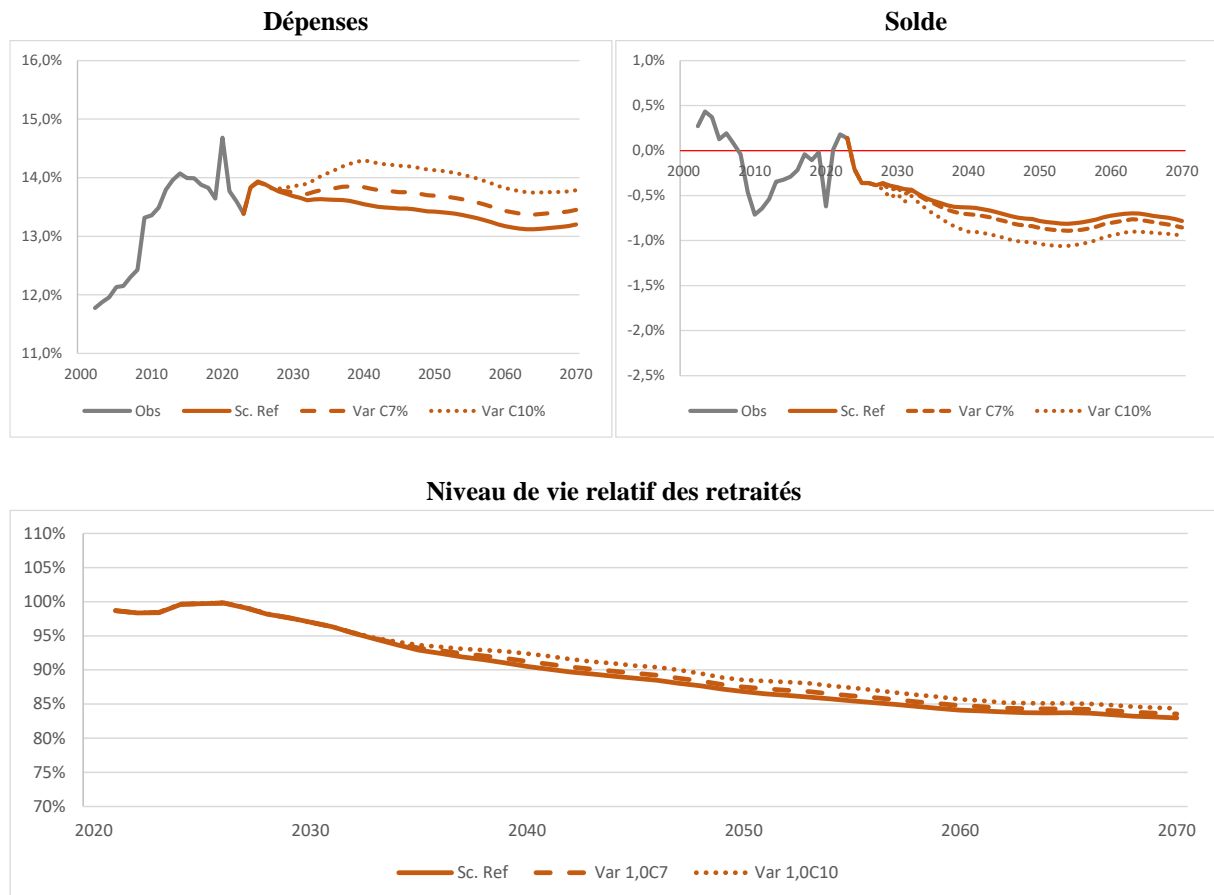 Dépenses
16,0%
15,0%
14,0%
13,0%
12,0%
11,0%
2000 2010 2020 2030 2040 2050 2060 2070
Obs Sc. Ref Var C7% Var C10%
Solde
1,0%
0,5%
0,0%
-0,5%
-1,0%
-1,5%
-2,0%
-2,5%
2000 2010 2020 2030 2040 2050 2060 2070
Obs Sc. Ref Var C7% Var C10%
Niveau de vie relatif des retraités
110%
105%
100%
95%
90%
85%
80%
75%
70%
2020 2030 2040 2050 2060 2070
Sc. Ref Var 1,0C7 Var 1,0C10